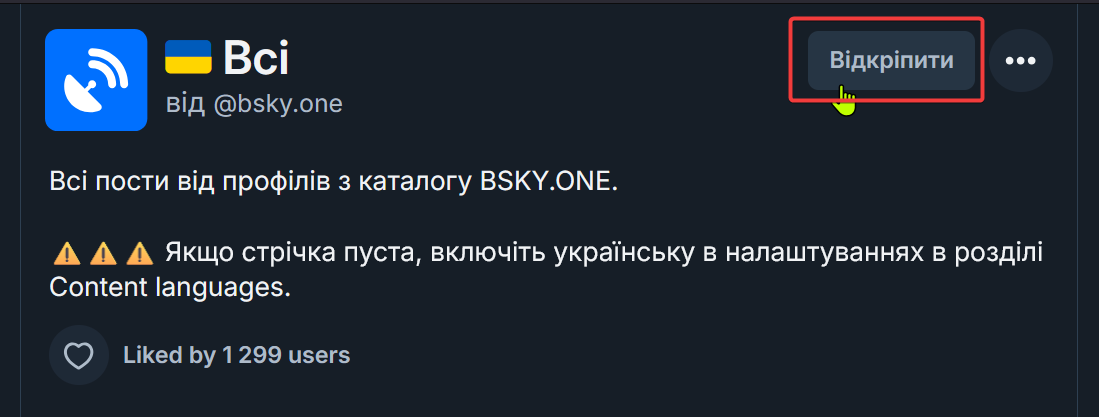 Всі
Відкріпити
від @bsky.one
Всі пости від профілів з каталогу BSKY.ONE.
Якщо стрічка пуста, включіть українську в налаштуваннях в розділі
Content languages.
Liked by 1 299 users